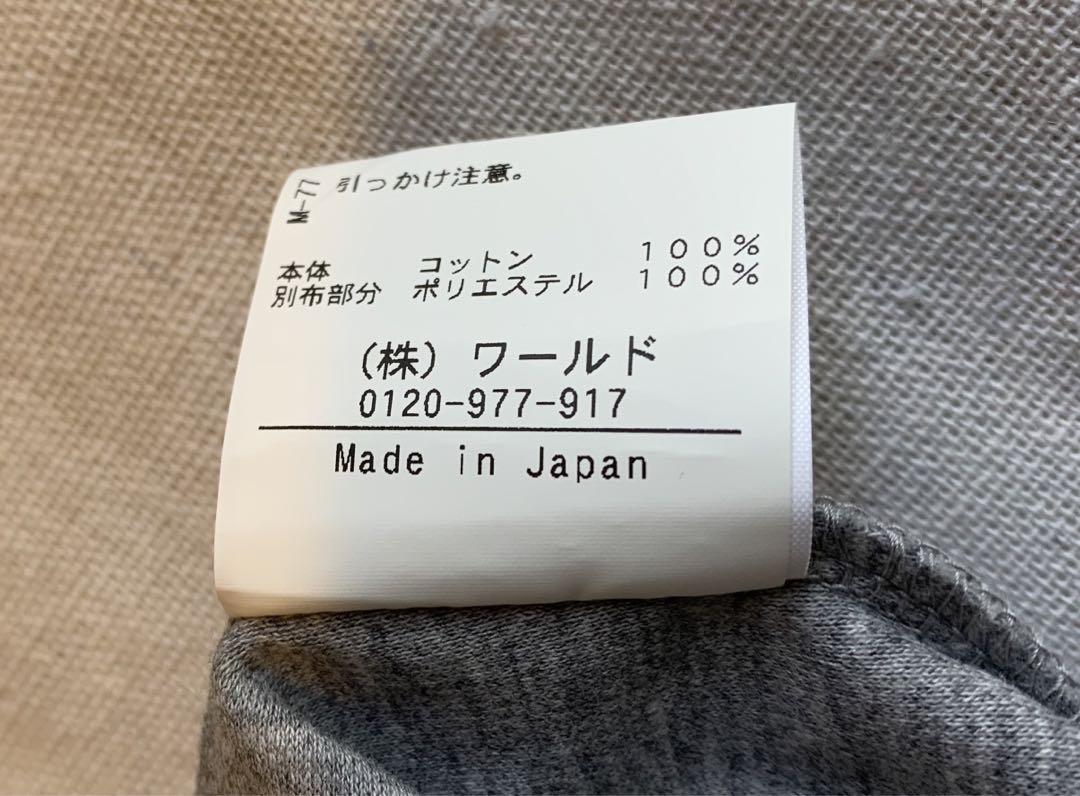 M-77
引っかけ注意。
本体 コットン 100%
別布部分 ポリエステル 100%
(株) ワールド
0120-977-917
Made in Japan